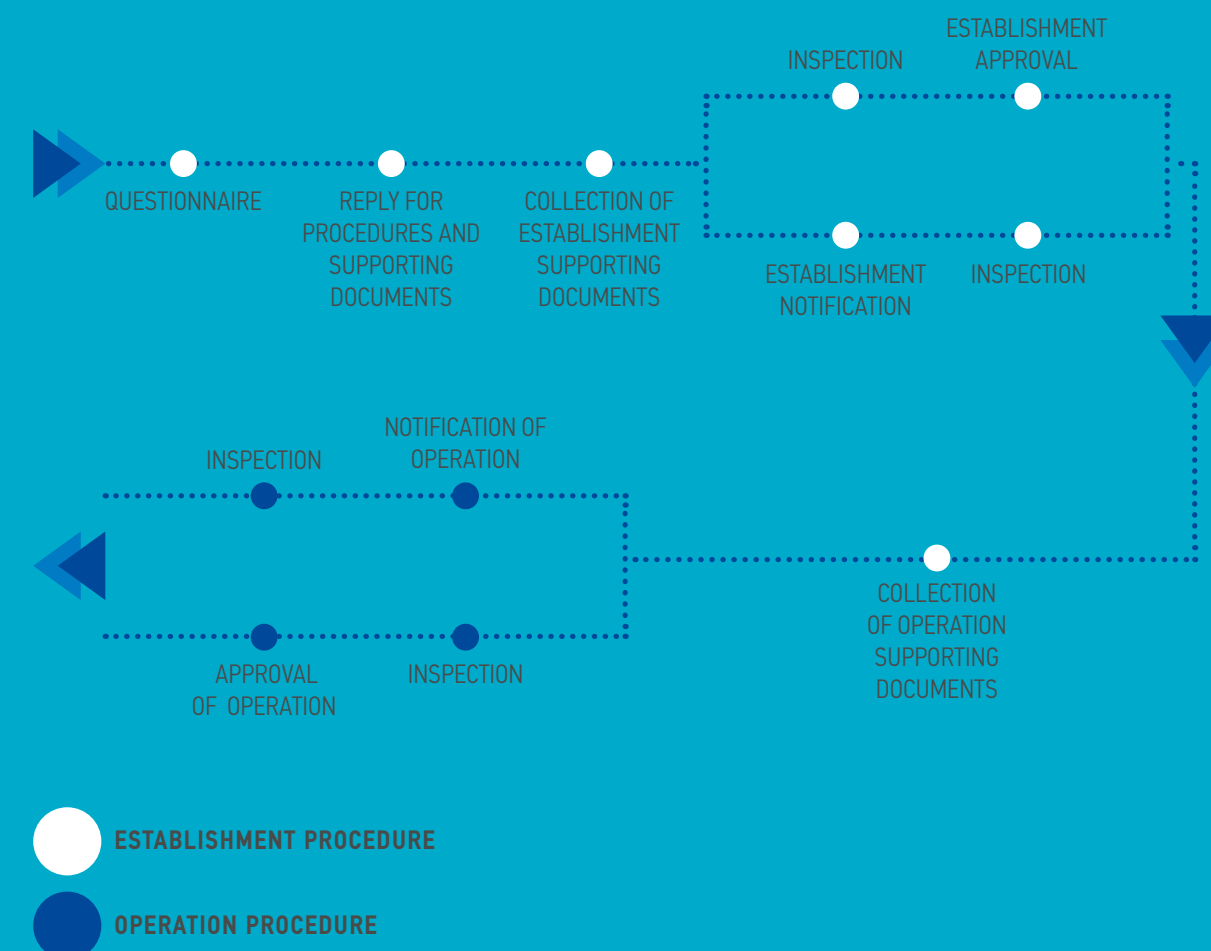 ESTABLISHMENT
APPROVAL
INSPECTION
QUESTIONNAIRE
REPLY FOR
PROCEDURES AND
SUPPORTING
DOCUMENTS
COLLECTION OF
ESTABLISHMENT
SUPPORTING
DOCUMENTS
ESTABLISHMENT
NOTIFICATION
INSPECTION
INSPECTION
NOTIFICATION OF
OPERATION
COLLECTION
OF OPERATION
SUPPORTING
DOCUMENTS
APPROVAL
OF OPERATION
INSPECTION
ESTABLISHMENT PROCEDURE
OPERATION PROCEDURE